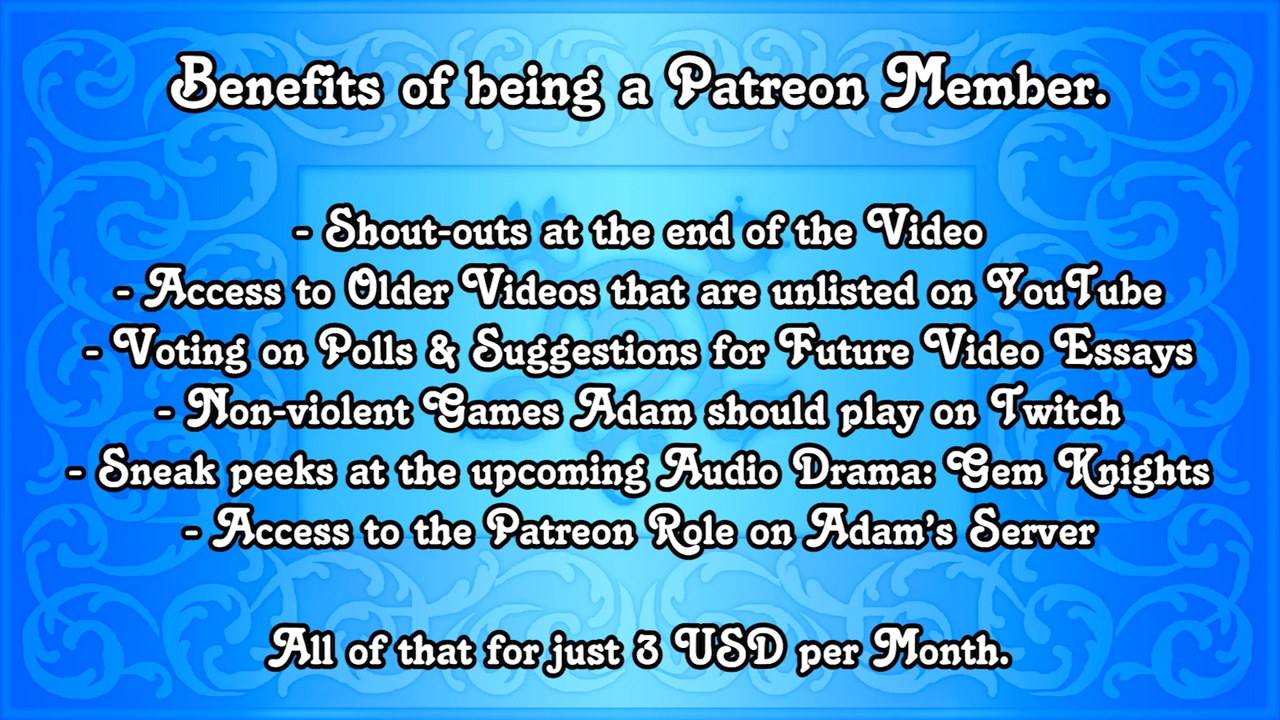 Benefits of being a Patreon Member.
- Shout-outs at the end of the Video
- Access to Older Videos that are unlisted on YouTube
- Voting on Polls & Suggestions for Future Video Essays
- Non-violent Games Adam should play on Twitch
- Sneak peeks at the upcoming Audio Drama: Gem Knights
- Access to the Patreon Role on Adam's Server
All of that for just 3 USD per Month.